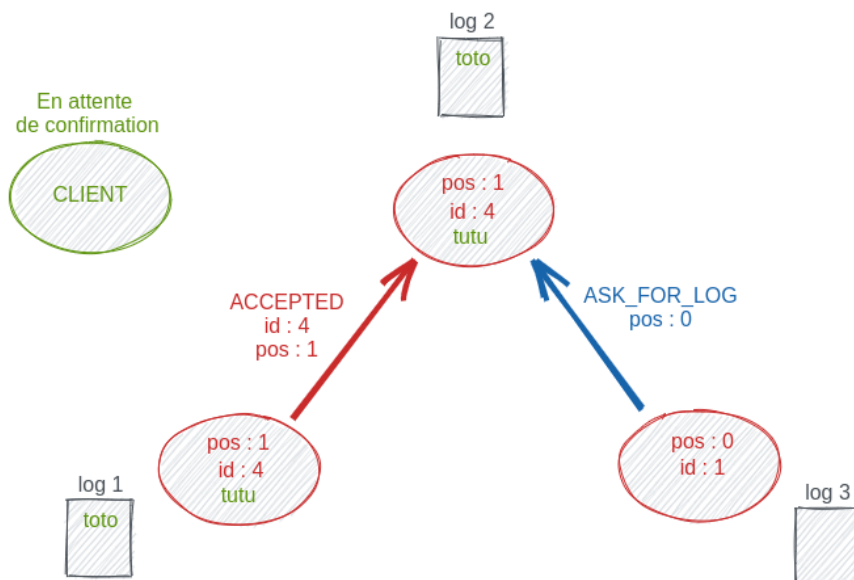 log 2
toto
En attente
de confirmation
CLIENT
pos : 1
id : 4
tutu
ACCEPTED
id : 4
pos : 1
ASK_FOR_LOG
pos : 0
pos : 1
id : 4
tutu
pos : 0
id : 1
log 1
toto
log 3